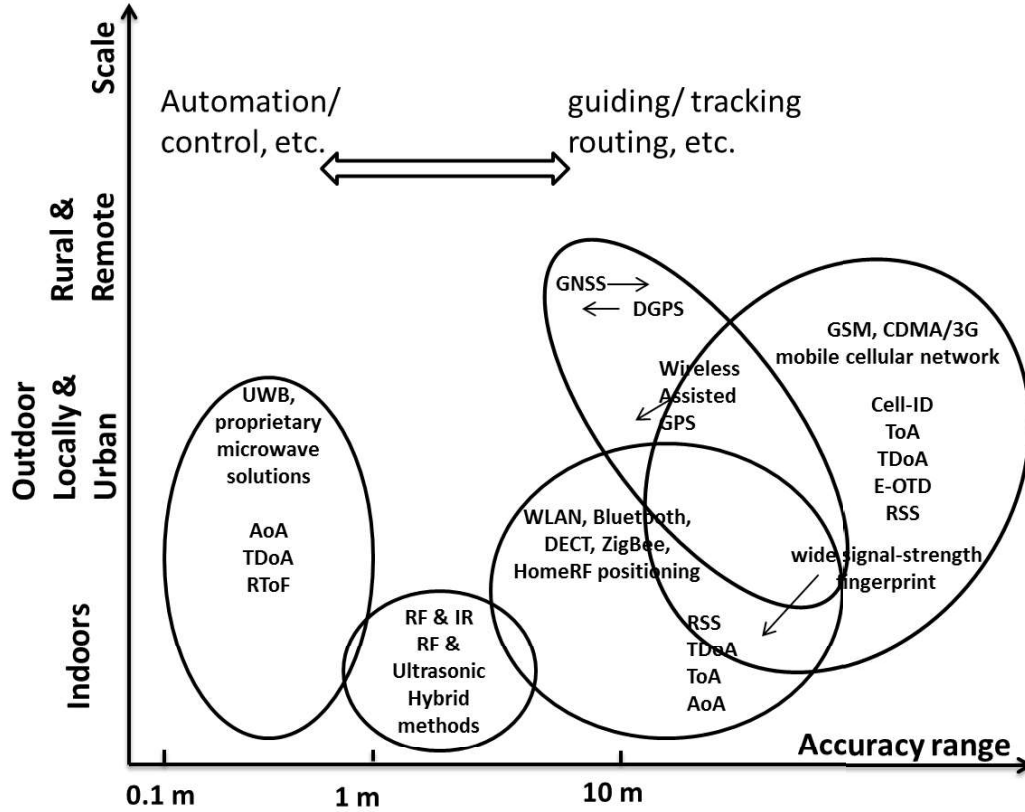 Scale
Rural &
Remote
Outdoor
Locally &
Urban
Indoors
Automation/
control, etc.
guiding/ tracking
routing, etc.
GNSS
DGPS
Wireless
Assisted
GPS
GSM, CDMA/3G
mobile cellular network
Cell-ID
ToA
TDoA
E-OTD
RSS
wide signal-strength
fingerprint
UWB,
proprietary
microwave
solutions
AoA
TDoA
RToF
WLAN, Bluetooth,
DECT, ZigBee,
HomeRF positioning
RSS
TDoA
ToA
AoA
RF & IR
RF &
Ultrasonic
Hybrid
methods
Accuracy range
0.1 m
1 m
10 m